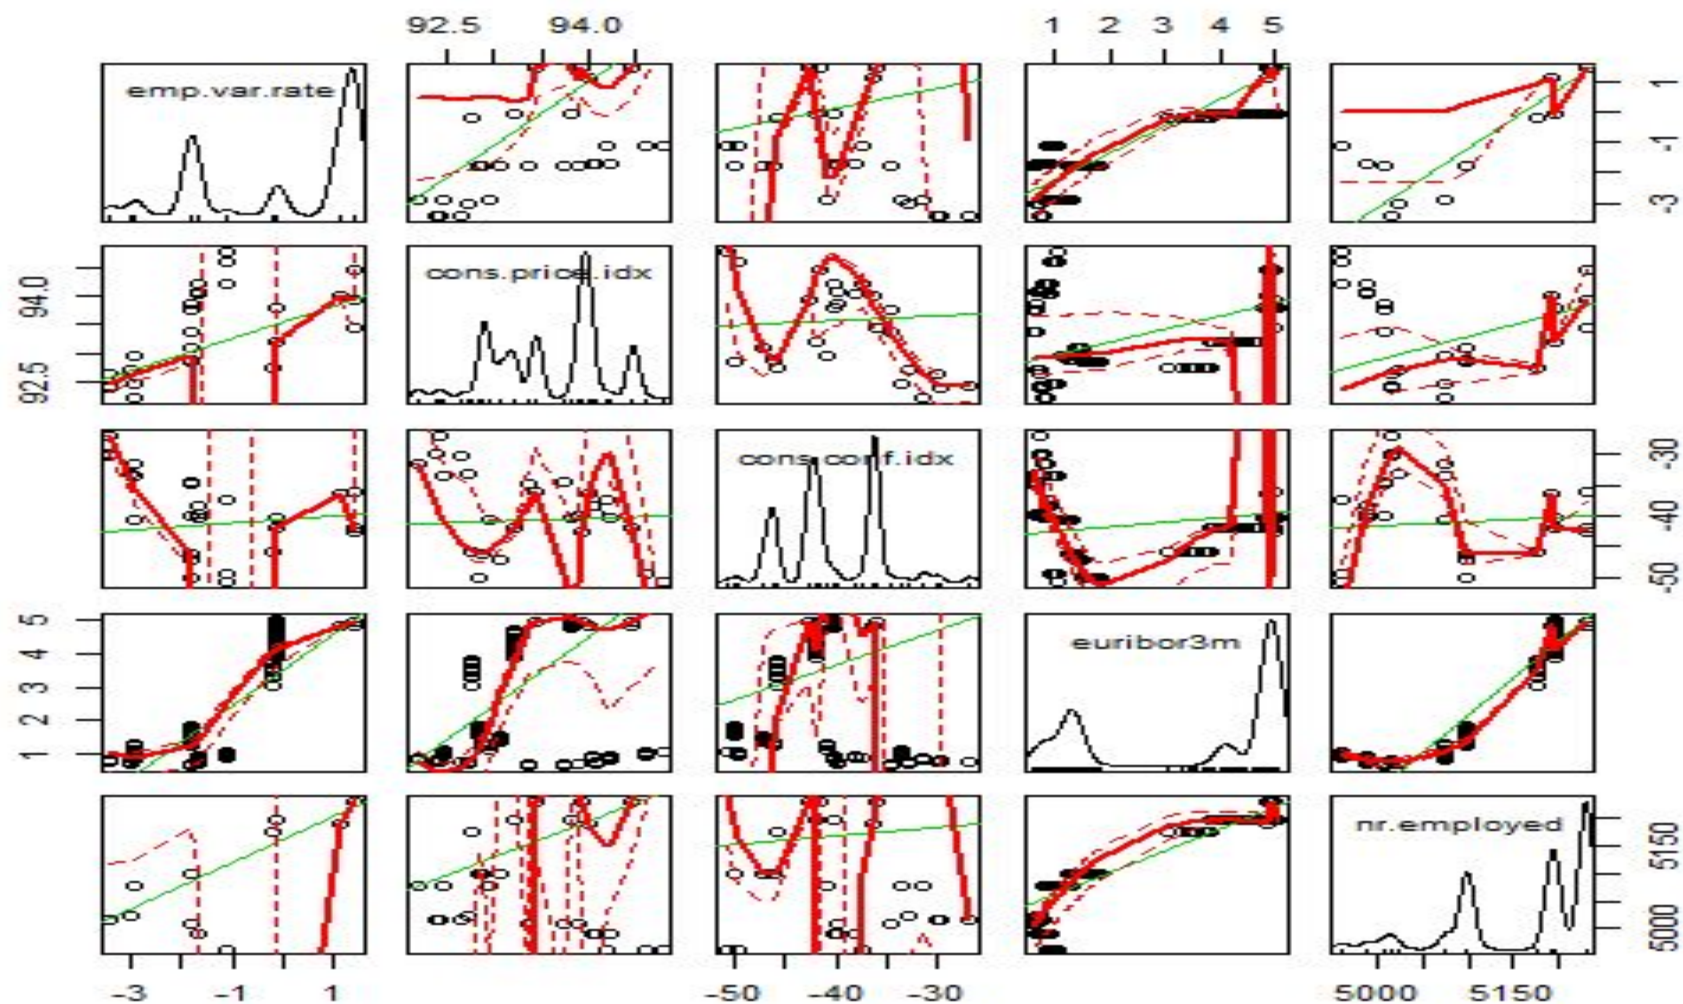 92.5 94.0 1 2 3 4 5
emp.var.rate
-3 -1 1
92.5 94.0
cons.price.idx
cons.conf.idx
-50 -40 -30
1 2 3 4 5
euribor3m
nr.employed
5000 5150
-3 -1 1 -50 -40 -30 5000 5150